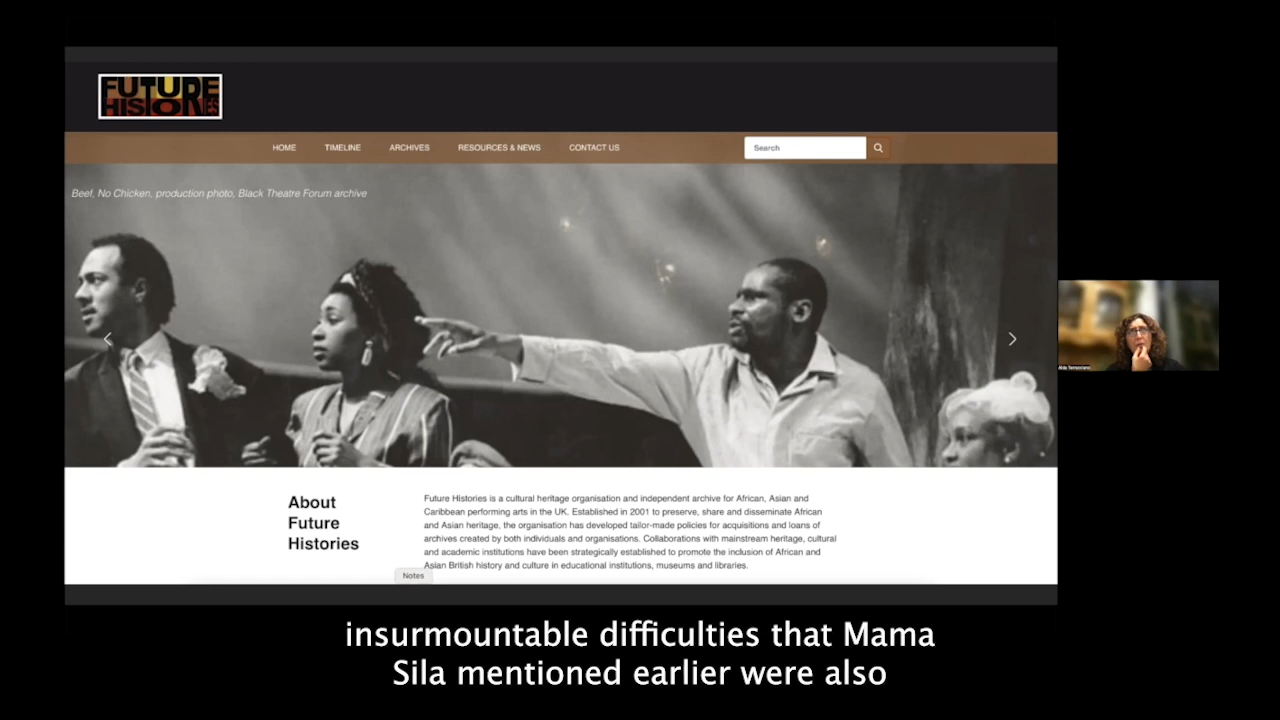 FUTURE
HISTORIES
HOME TIMELINE ARCHIVES RESOURCES & NEWS CONTACT US Search
Beef, No Chicken, production photo, Black Theatre Forum archive
About
Future
Histories
Future Histories is a cultural heritage organisation and independent archive for African, Asian and
Caribbean performing arts in the UK. Established in 2001 to preserve, share and disseminate African
and Asian heritage, the organisation has developed tailor-made policies for acquisitions and loans of
archives created by both individuals and organisations. Collaborations with mainstream heritage, cultural
and academic institutions have been strategically established to promote the inclusion of African and
Asian British history and culture in educational institutions, museums and libraries.
Notes
insurmountable difficulties that Mama
Sila mentioned earlier were also